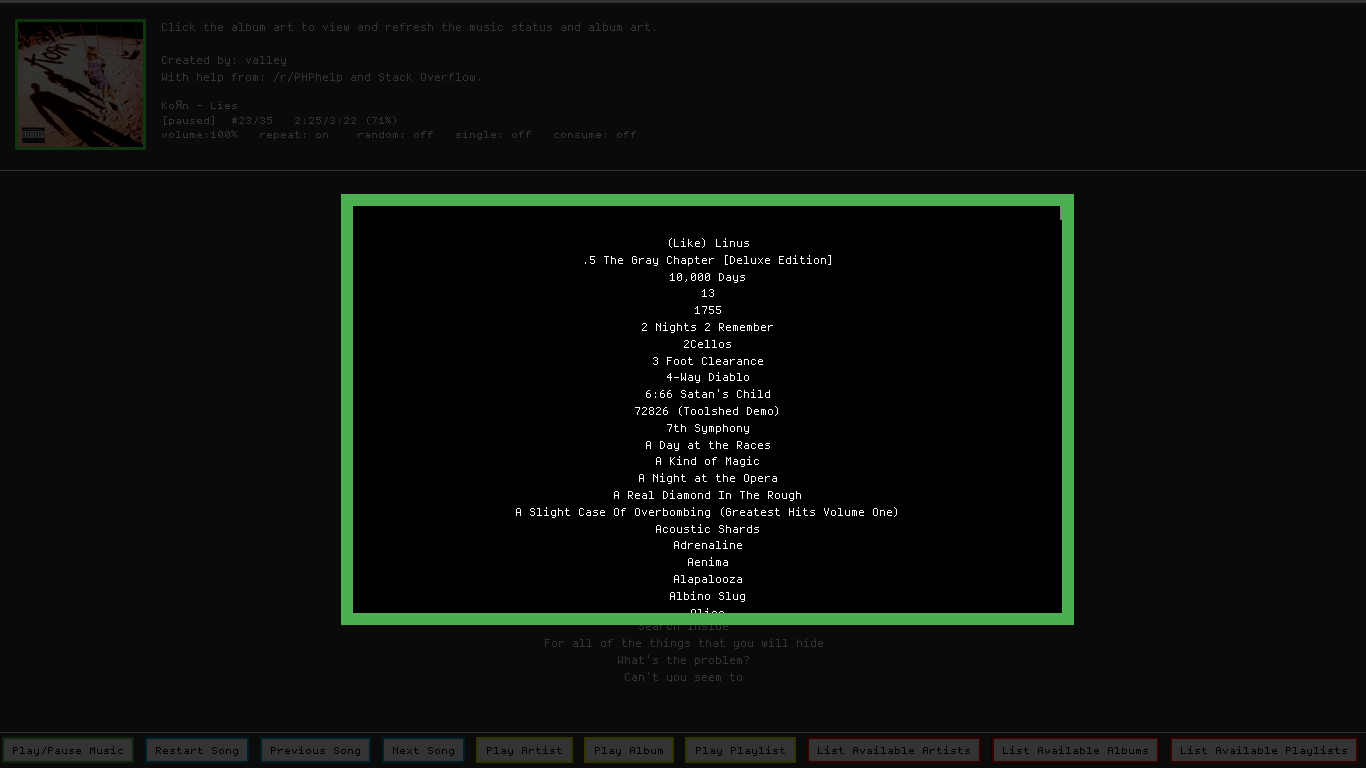 Click the album art to view and refresh the music status and album art.
Created by: valley
With help from: /r/PHPhelp and Stack Overflow.
KoЯn - Lies
[paused]  #23/35   2:25/3:22 (71%)
volume:100%   repeat: on    random: off   single: off   consume: off
(Like) Linus
.5 The Gray Chapter [Deluxe Edition]
10,000 Days
13
1755
2 Nights 2 Remember
2Cellos
3 Foot Clearance
4-Way Diablo
6:66 Satan's Child
72826 (Toolshed Demo)
7th Symphony
A Day at the Races
A Kind of Magic
A Night at the Opera
A Real Diamond In The Rough
A Slight Case Of Overbombing (Greatest Hits Volume One)
Acoustic Shards
Adrenaline
Aenima
Alapalooza
Albino Slug
Alice
Search inside
For all of the things that you will hide
What's the problem?
Can't you seem to
Play/Pause Music
Restart Song
Previous Song
Next Song
Play Artist
Play Album
Play Playlist
List Available Artists
List Available Albums
List Available Playlists